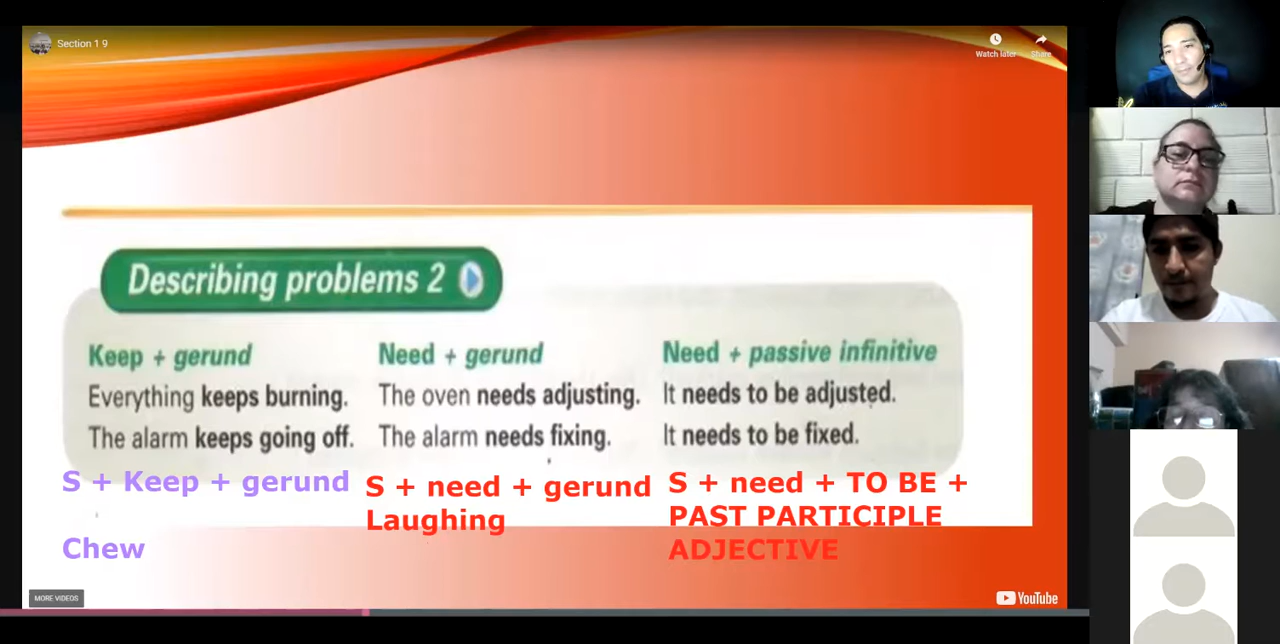 Section 1 9
Watch later
Share
Describing problems 2
Keep + gerund
Everything keeps burning.
The alarm keeps going off.
Need + gerund
The oven needs adjusting.
The alarm needs fixing.
Need + passive infinitive
It needs to be adjusted.
It needs to be fixed.
S + Keep + gerund
Chew
S + need + gerund
Laughing
S + need + TO BE +
PAST PARTICIPLE
ADJECTIVE
MORE VIDEOS
YouTube